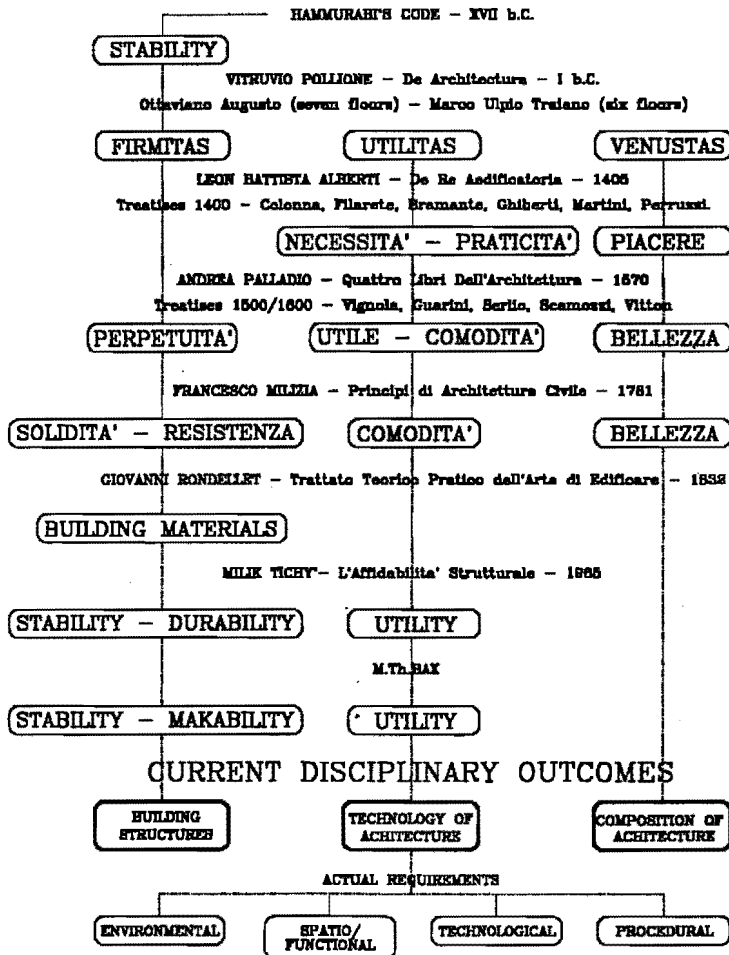 HAMMURABI'S CODE – XVII b.C.
STABILITY
VITRUVIO POLLIONE – De Architectura – I b.C.
Ottaviano Augusto (seven floors) – Marco Ulpio Traiano (six floors)
FIRMITAS UTILITAS VENUSTAS
LEON BATTISTA ALBERTI – De Re Aedificatoria – 1405
Treatises 1400 – Colonna, Filarete, Bramante, Ghiberti, Martini, Perruzzi.
NECESSITA' – PRATICITA' PIACERE
ANDREA PALLADIO – Quattro Libri Dell'Architettura – 1570
Treatises 1500/1600 – Vignola, Guarini, Serlio, Scamozzi, Vitton
PERPETUITA' UTILE – COMODITA' BELLEZZA
FRANCESCO MILIZIA – Principi di Architettura Civile – 1781
SOLIDITA' – RESISTENZA COMODITA' BELLEZZA
GIOVANNI RONDELLET – Trattato Teorico Pratico dell'Arte di Edificare – 1832
BUILDING MATERIALS
MILIK TICHY' – L'Affidabilita' Strutturale – 1965
STABILITY – DURABILITY UTILITY
M.Th.BAX
STABILITY – MAKABILITY UTILITY
CURRENT DISCIPLINARY OUTCOMES
BUILDING TECHNOLOGY OF COMPOSITION OF
STRUCTURES ACHITECTURE ACHITECTURE
ACTUAL REQUIREMENTS
ENVIRONMENTAL SPATIO/ TECHNOLOGICAL PROCEDURAL
FUNCTIONAL